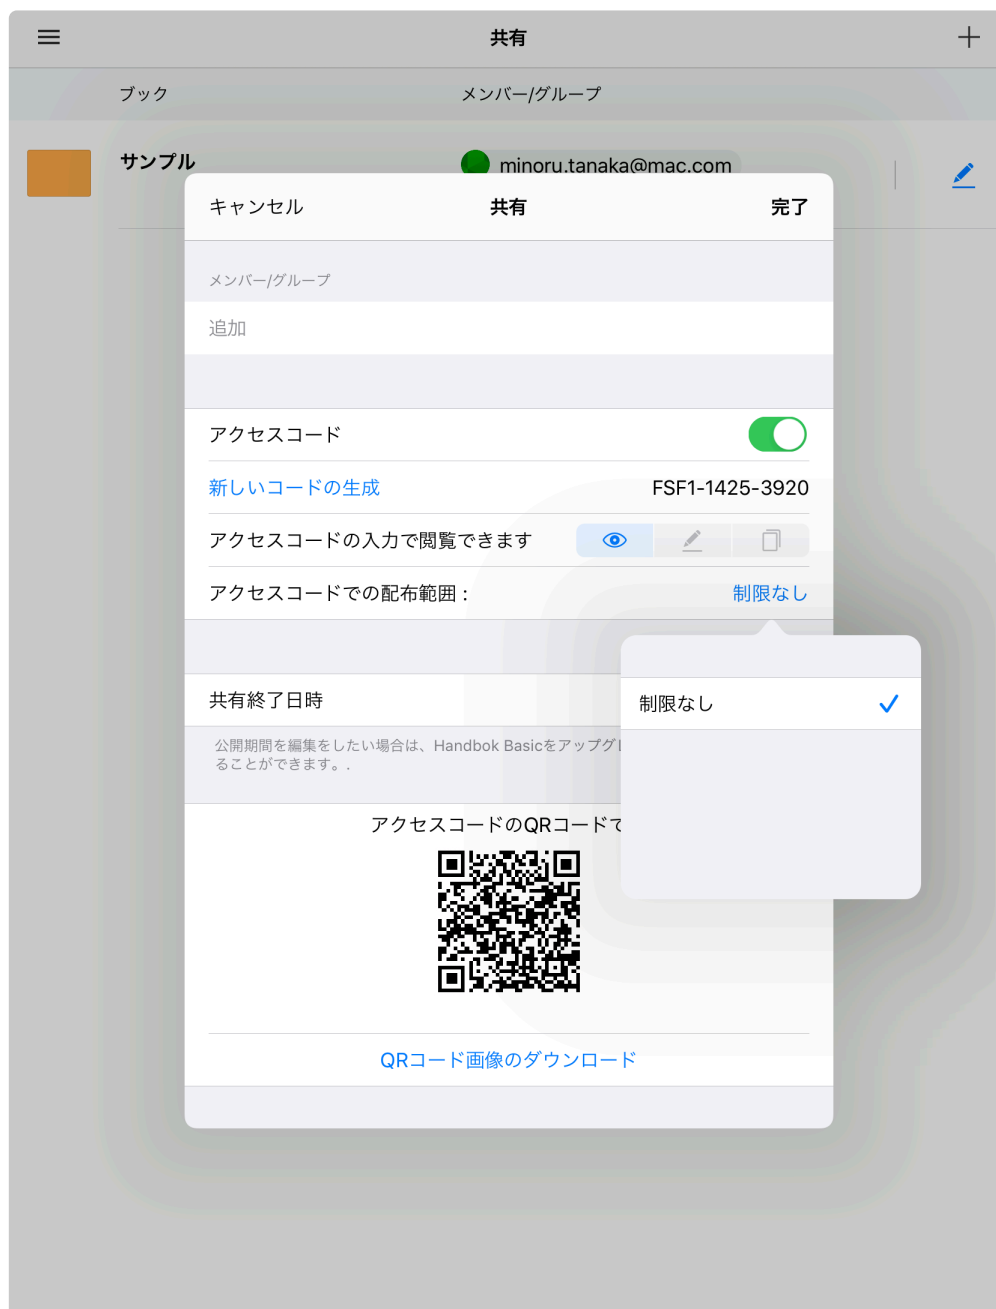 共有
ブック メンバー/グループ
サンプル minoru.tanaka@mac.com
キャンセル 共有 完了
メンバー/グループ
追加
アクセスコード
新しいコードの生成 FSF1-1425-3920
アクセスコードの入力で閲覧できます
アクセスコードでの配布範囲： 制限なし
制限なし
共有終了日時
公開期間を編集をしたい場合は、Handbok Basicをアップグ
ることができます。.
アクセスコードのQRコードで
QRコード画像のダウンロード